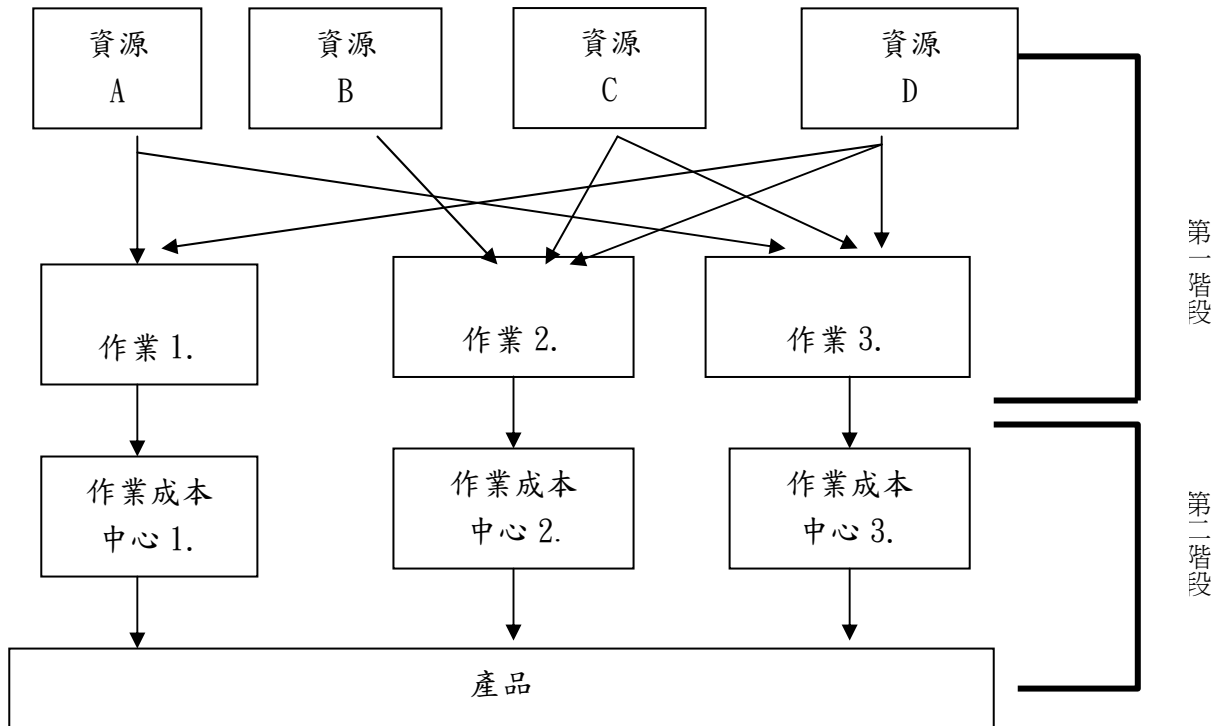 資源
A
資源
B
資源
C
資源
D
第一階段
作業 1.
作業 2.
作業 3.
作業成本
中心 1.
作業成本
中心 2.
作業成本
中心 3.
第二階段
產品